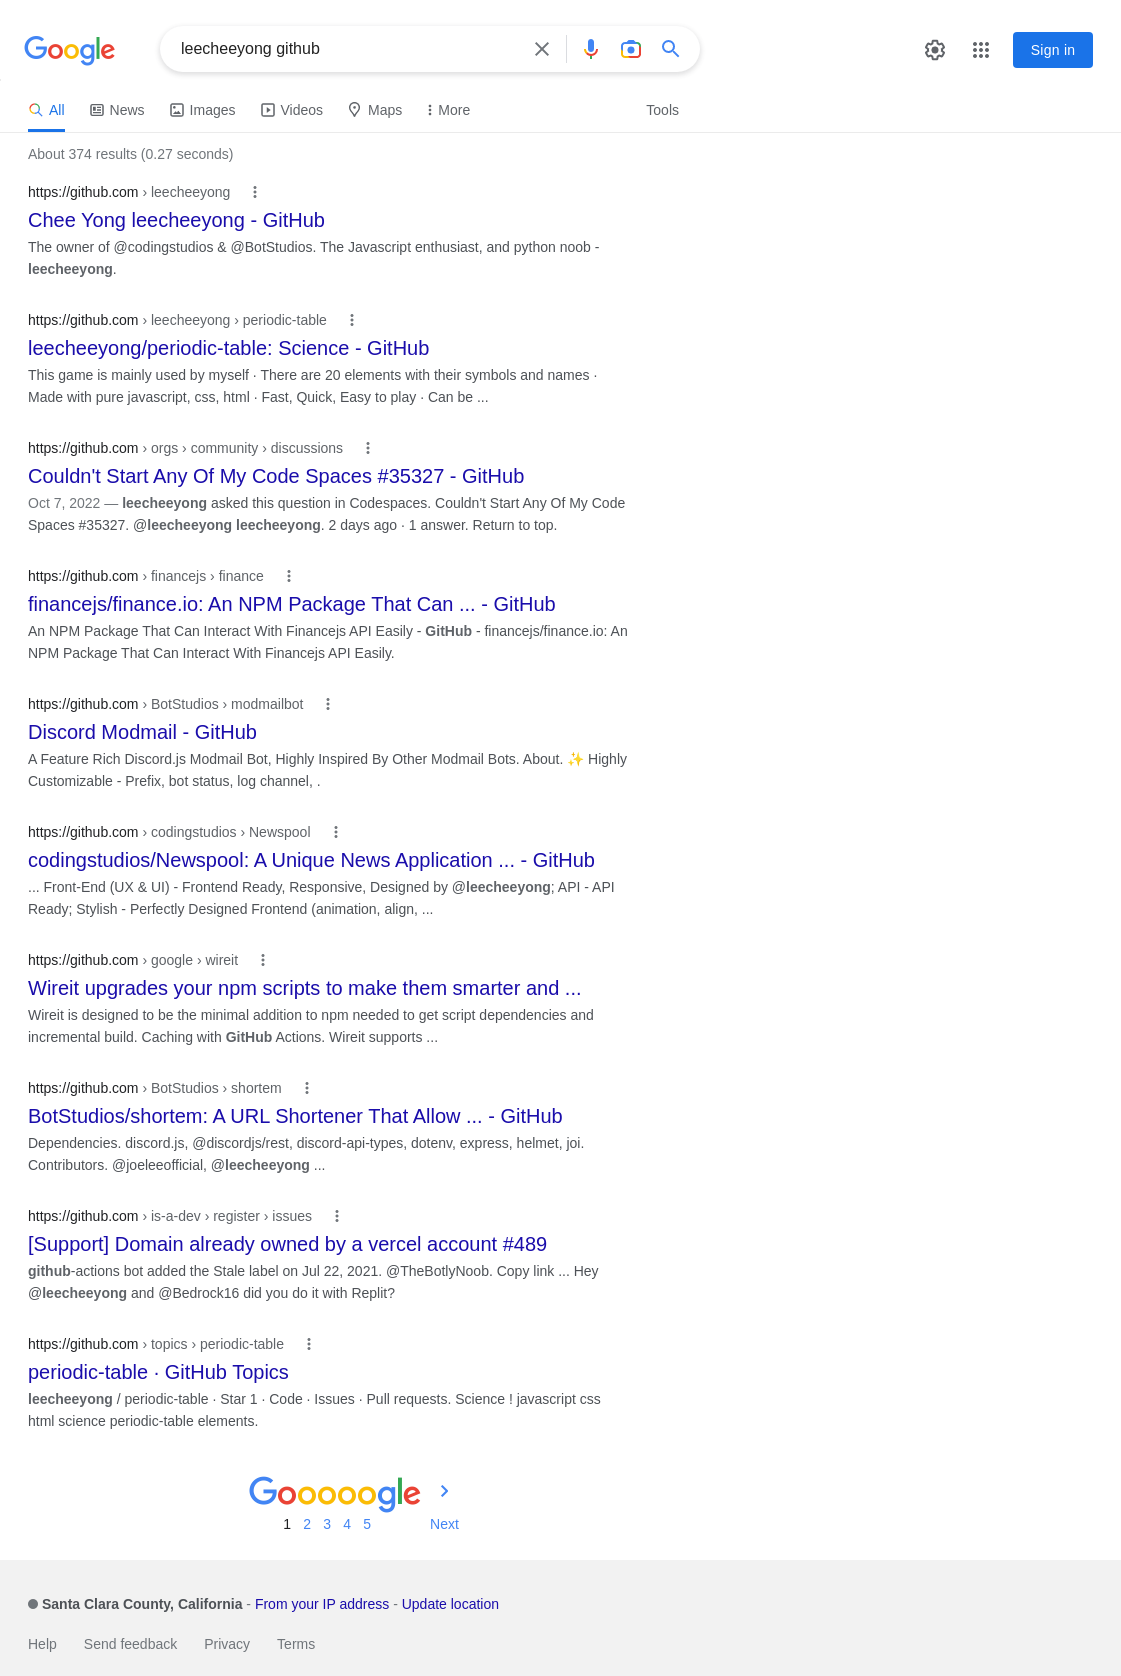 Google
leecheeyong github
Sign in
All News Images Videos Maps More Tools
About 374 results (0.27 seconds)
https://github.com › leecheeyong
Chee Yong leecheeyong - GitHub
The owner of @codingstudios & @BotStudios. The Javascript enthusiast, and python noob -
leecheeyong.
https://github.com › leecheeyong › periodic-table
leecheeyong/periodic-table: Science - GitHub
This game is mainly used by myself · There are 20 elements with their symbols and names ·
Made with pure javascript, css, html · Fast, Quick, Easy to play · Can be ...
https://github.com › orgs › community › discussions
Couldn't Start Any Of My Code Spaces #35327 - GitHub
Oct 7, 2022 — leecheeyong asked this question in Codespaces. Couldn't Start Any Of My Code
Spaces #35327. @leecheeyong leecheeyong. 2 days ago · 1 answer. Return to top.
https://github.com › financejs › finance
financejs/finance.io: An NPM Package That Can ... - GitHub
An NPM Package That Can Interact With Financejs API Easily - GitHub - financejs/finance.io: An
NPM Package That Can Interact With Financejs API Easily.
https://github.com › BotStudios › modmailbot
Discord Modmail - GitHub
A Feature Rich Discord.js Modmail Bot, Highly Inspired By Other Modmail Bots. About. ✨ Highly
Customizable - Prefix, bot status, log channel, .
https://github.com › codingstudios › Newspool
codingstudios/Newspool: A Unique News Application ... - GitHub
... Front-End (UX & UI) - Frontend Ready, Responsive, Designed by @leecheeyong; API - API
Ready; Stylish - Perfectly Designed Frontend (animation, align, ...
https://github.com › google › wireit
Wireit upgrades your npm scripts to make them smarter and ...
Wireit is designed to be the minimal addition to npm needed to get script dependencies and
incremental build. Caching with GitHub Actions. Wireit supports ...
https://github.com › BotStudios › shortem
BotStudios/shortem: A URL Shortener That Allow ... - GitHub
Dependencies. discord.js, @discordjs/rest, discord-api-types, dotenv, express, helmet, joi.
Contributors. @joeleeofficial, @leecheeyong ...
https://github.com › is-a-dev › register › issues
[Support] Domain already owned by a vercel account #489
github-actions bot added the Stale label on Jul 22, 2021. @TheBotlyNoob. Copy link ... Hey
@leecheeyong and @Bedrock16 did you do it with Replit?
https://github.com › topics › periodic-table
periodic-table · GitHub Topics
leecheeyong / periodic-table · Star 1 · Code · Issues · Pull requests. Science ! javascript css
html science periodic-table elements.
Gooooogle
1 2 3 4 5 Next
Santa Clara County, California - From your IP address - Update location
Help Send feedback Privacy Terms